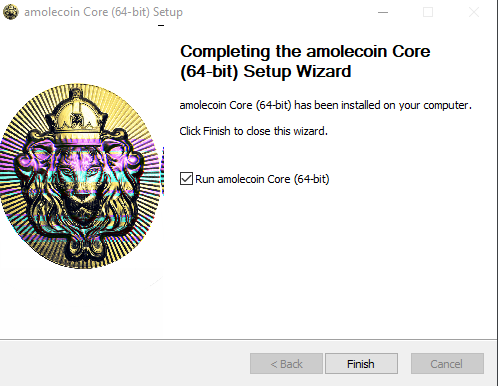 amolecoin Core (64-bit) Setup
Completing the amolecoin Core
(64-bit) Setup Wizard
amolecoin Core (64-bit) has been installed on your computer.
Click Finish to close this wizard.
Run amolecoin Core (64-bit)
< Back
Finish
Cancel